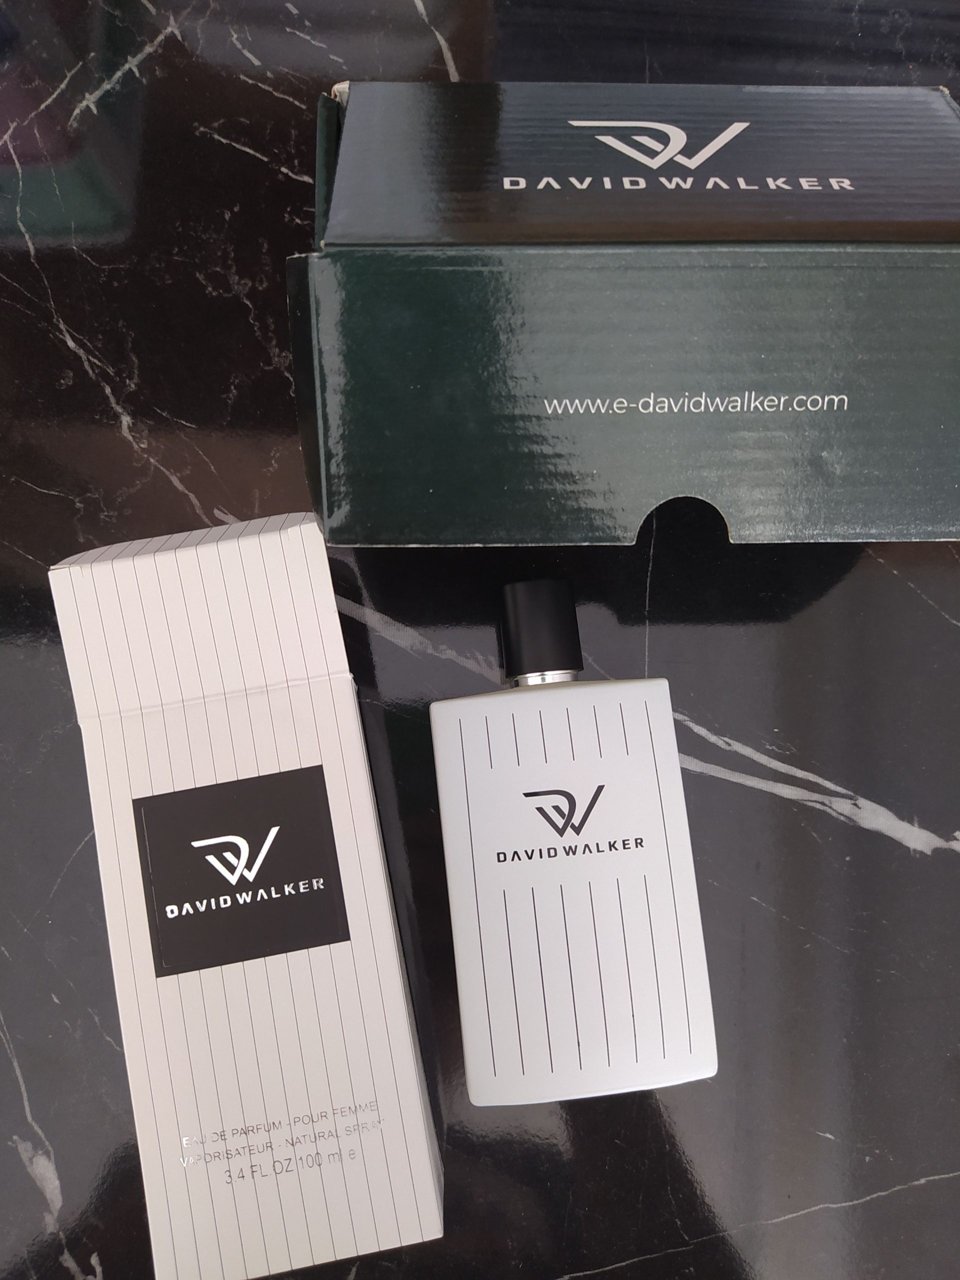 DAVIDWALKER
www.e-davidwalker.com
DAVIDWALKER
DAVIDWALKER
EAU DE PARFUM - POUR FEMME
VAPORISATEUR - NATURAL SPRAY
3.4 FL.OZ 100 ml e